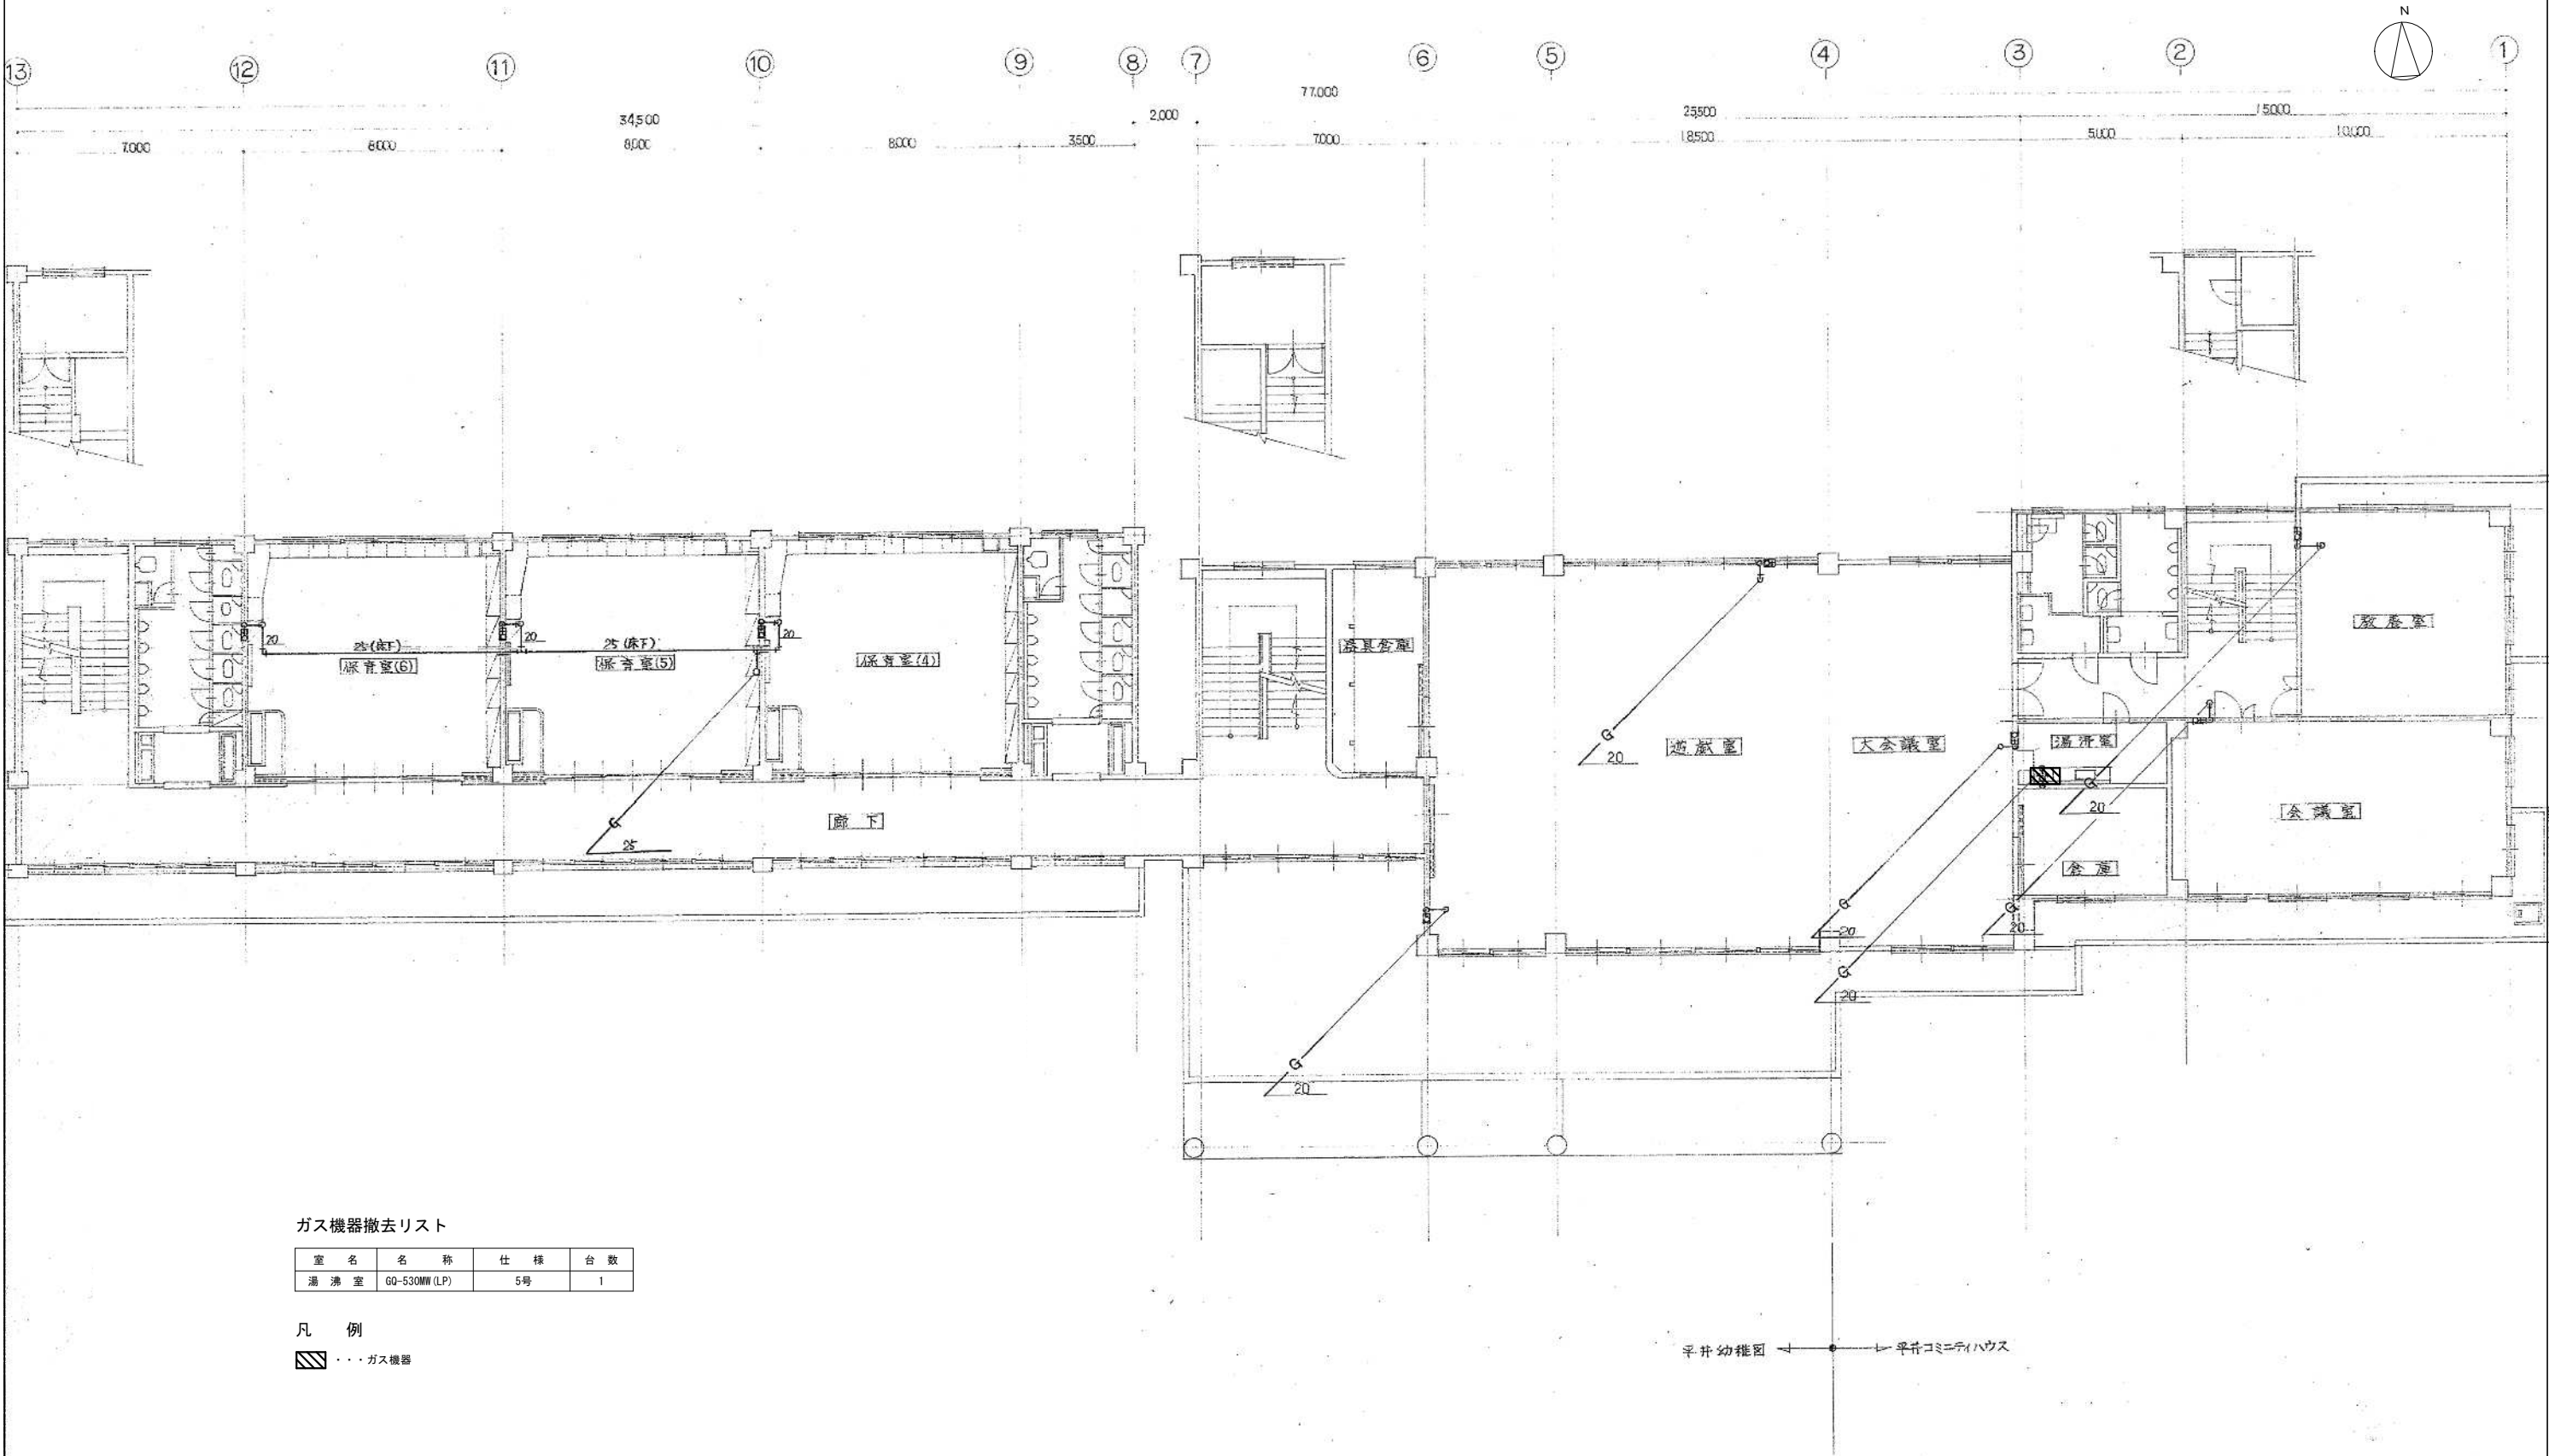 N
13 12 11 10 9 8 7 6 5 4 3 2 1
77,000
34,500 2,000 25,500 15,000
7,000 8,000 8,000 8,000 3,500 7,000 18,500 5,000 10,000
20 25(床下) 20 25(床下) 20
保育室(6) 保育室(5) 保育室(4)
教養室
遊戯室 大会議室 湯沸室
20
20
会議室
廊下
25
倉庫
20
20
20
20
ガス機器撤去リスト
室名 名称 仕様 台数
湯沸室 GQ-530MW(LP) 5号 1
凡例
・・・ガス機器
平井幼稚園 平井コミニティハウス